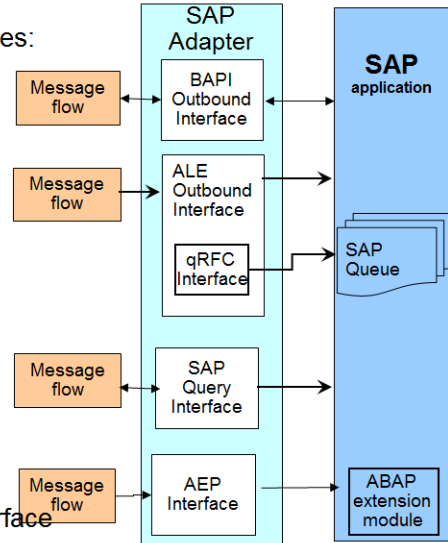 es:
SAP
Adapter
SAP
application
Message
flow
BAPI
Outbound
Interface
Message
flow
ALE
Outbound
Interface
qRFC
Interface
SAP
Queue
Message
flow
SAP
Query
Interface
Message
flow
AEP
Interface
ABAP
extension
module
rface